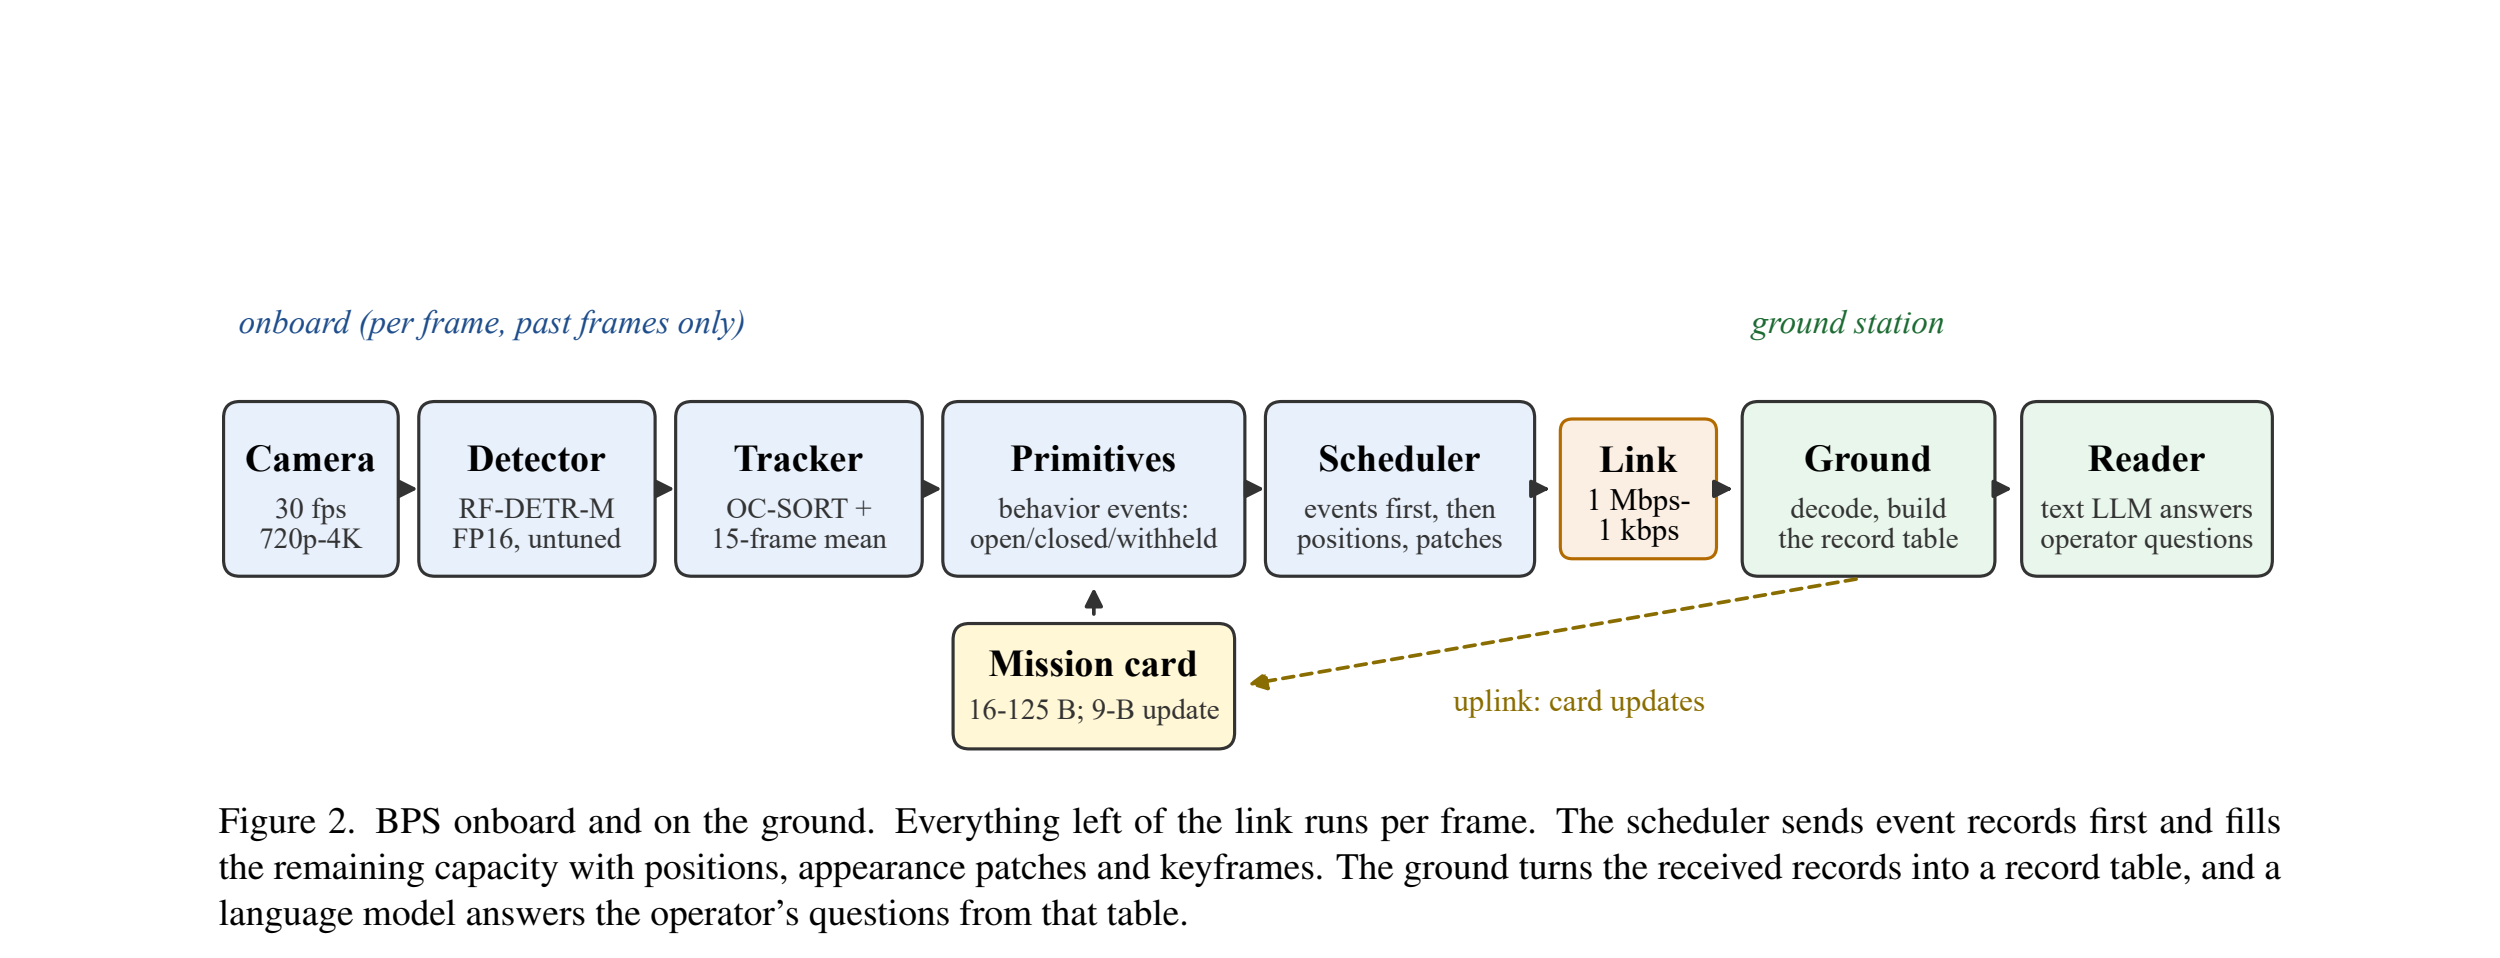 onboard (per frame, past frames only)
ground station
Camera
30 fps
720p-4K
Detector
RF-DETR-M
FP16, untuned
Tracker
OC-SORT +
15-frame mean
Primitives
behavior events:
open/closed/withheld
Scheduler
events first, then
positions, patches
Link
1 Mbps-
1 kbps
Ground
decode, build
the record table
Reader
text LLM answers
operator questions
Mission card
16-125 B; 9-B update
uplink: card updates
Figure 2. BPS onboard and on the ground. Everything left of the link runs per frame. The scheduler sends event records first and fills
the remaining capacity with positions, appearance patches and keyframes. The ground turns the received records into a record table, and a
language model answers the operator’s questions from that table.